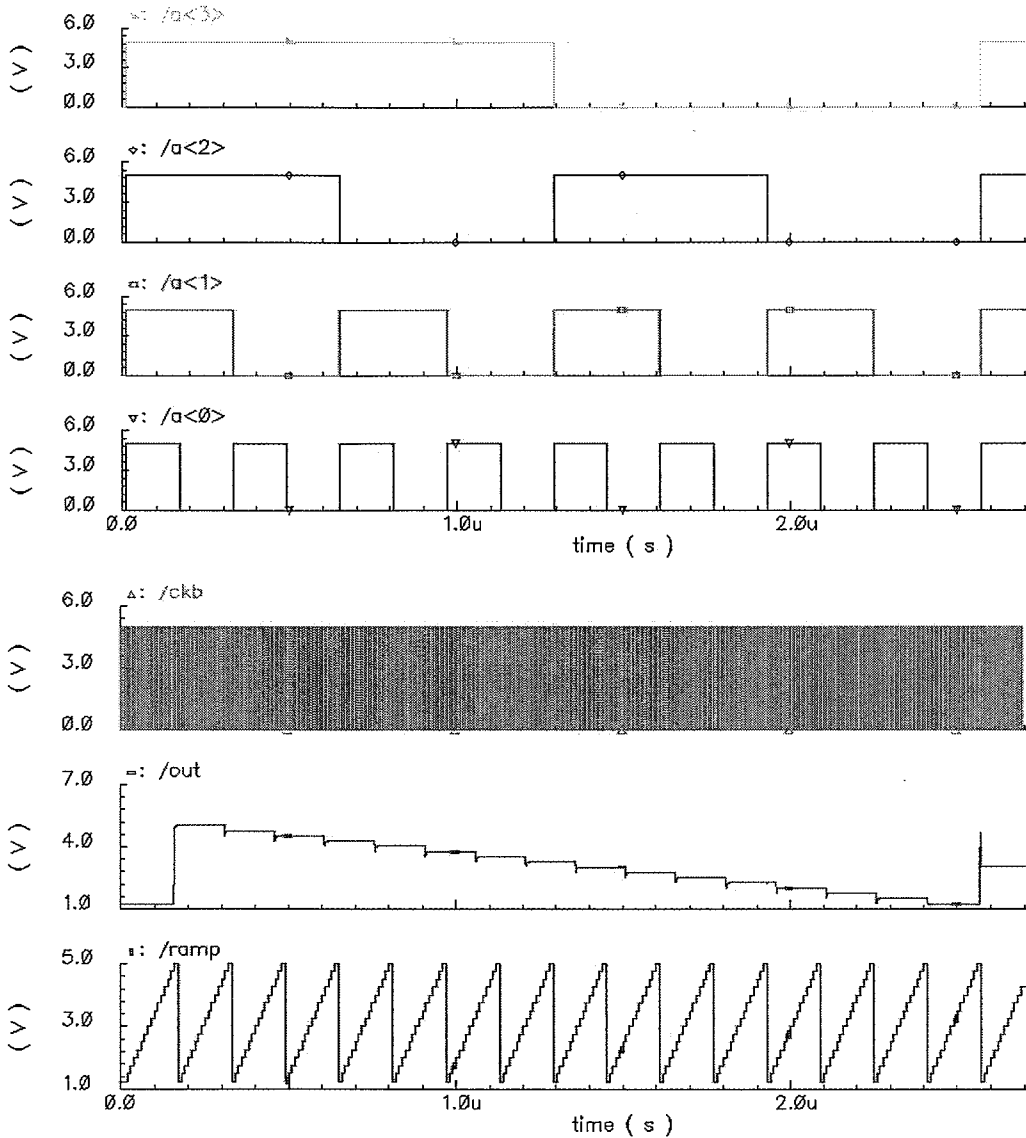 : /a<3>
6.0
3.0
0.0
(V)
: /a<2>
6.0
3.0
0.0
(V)
: /a<1>
6.0
3.0
0.0
(V)
: /a<0>
6.0
3.0
0.0
(V)
0.0 1.0u 2.0u
time ( s )
: /ckb
6.0
3.0
0.0
(V)
: /out
7.0
4.0
1.0
(V)
: /ramp
5.0
3.0
1.0
(V)
0.0 1.0u 2.0u
time ( s )